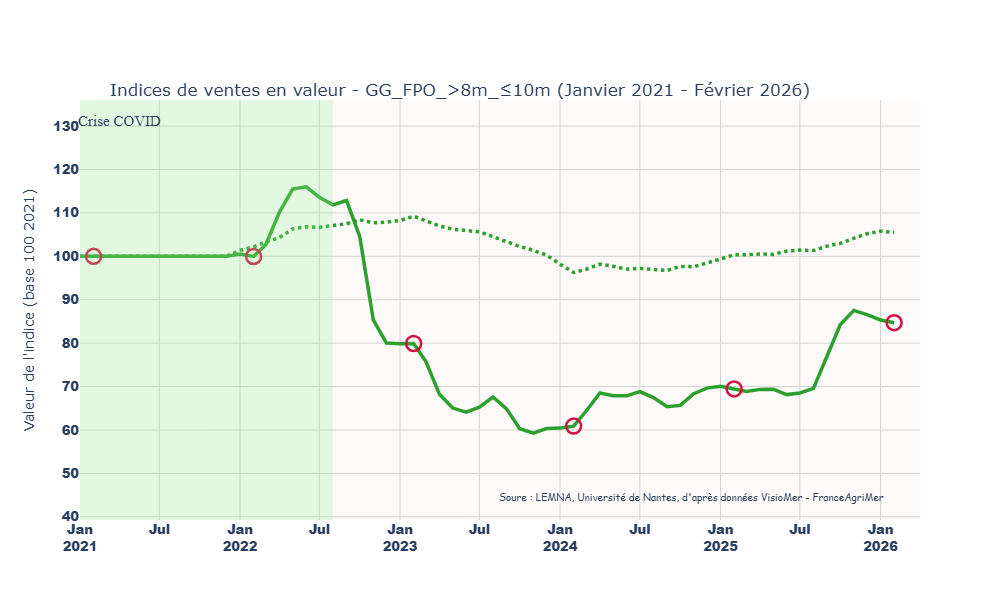 Indices de ventes en valeur - GG_FPO_>8m_≤10m (Janvier 2021 - Février 2026)
Crise COVID
Valeur de l'indice (base 100 2021)
130
120
110
100
90
80
70
60
50
40
Soure : LEMNA, Université de Nantes, d'après données VisioMer - FranceAgriMer
Jan Jul Jan Jul Jan Jul Jan Jul Jan Jul Jan
2021 2022 2023 2024 2025 2026